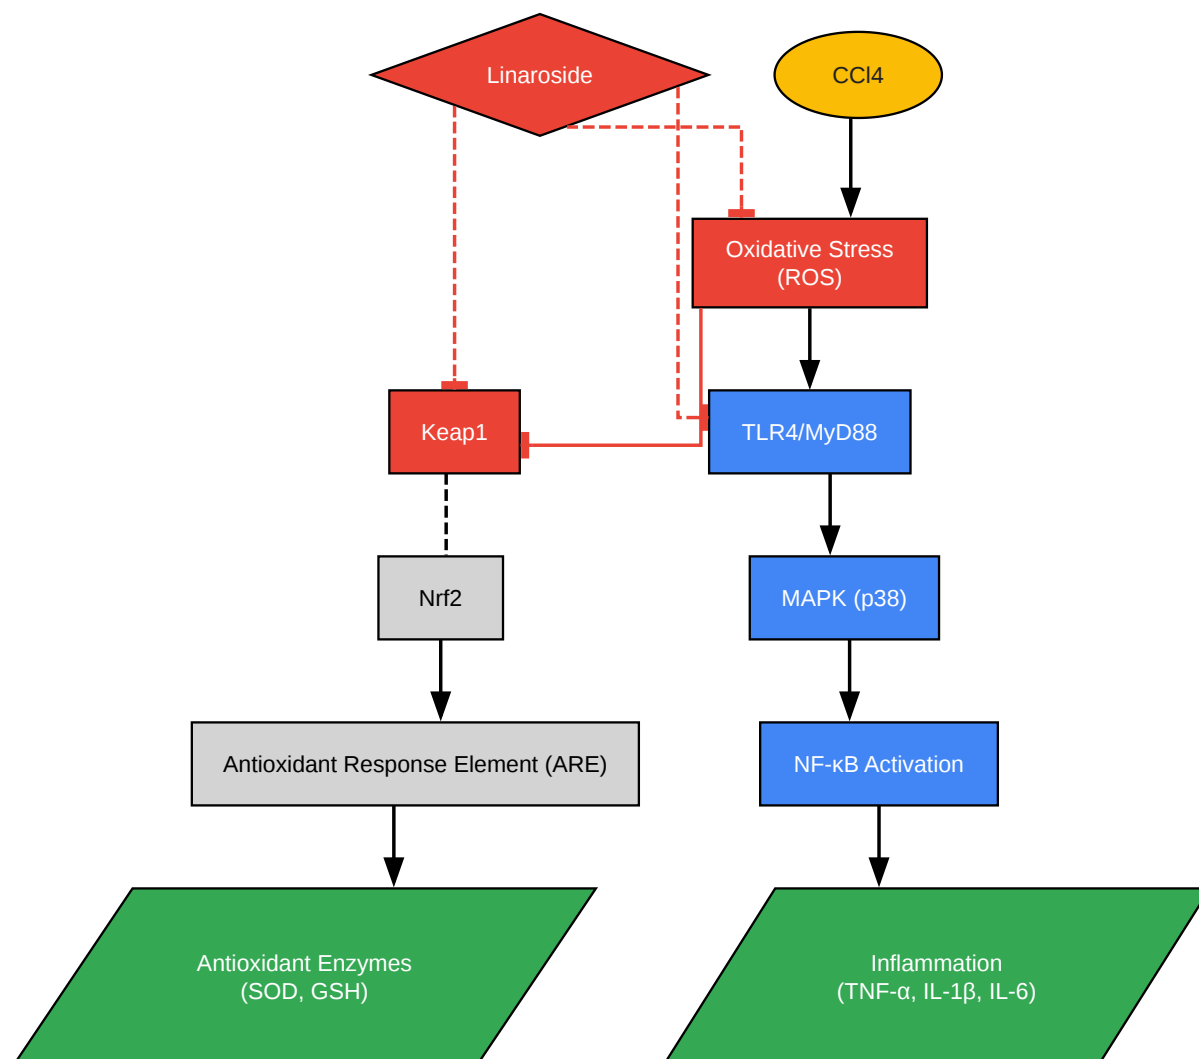 Linaroside
CCl4
Oxidative Stress
(ROS)
Keap1
TLR4/MyD88
Nrf2
MAPK (p38)
Antioxidant Response Element (ARE)
NF-κB Activation
Antioxidant Enzymes
(SOD, GSH)
Inflammation
(TNF-α, IL-1β, IL-6)